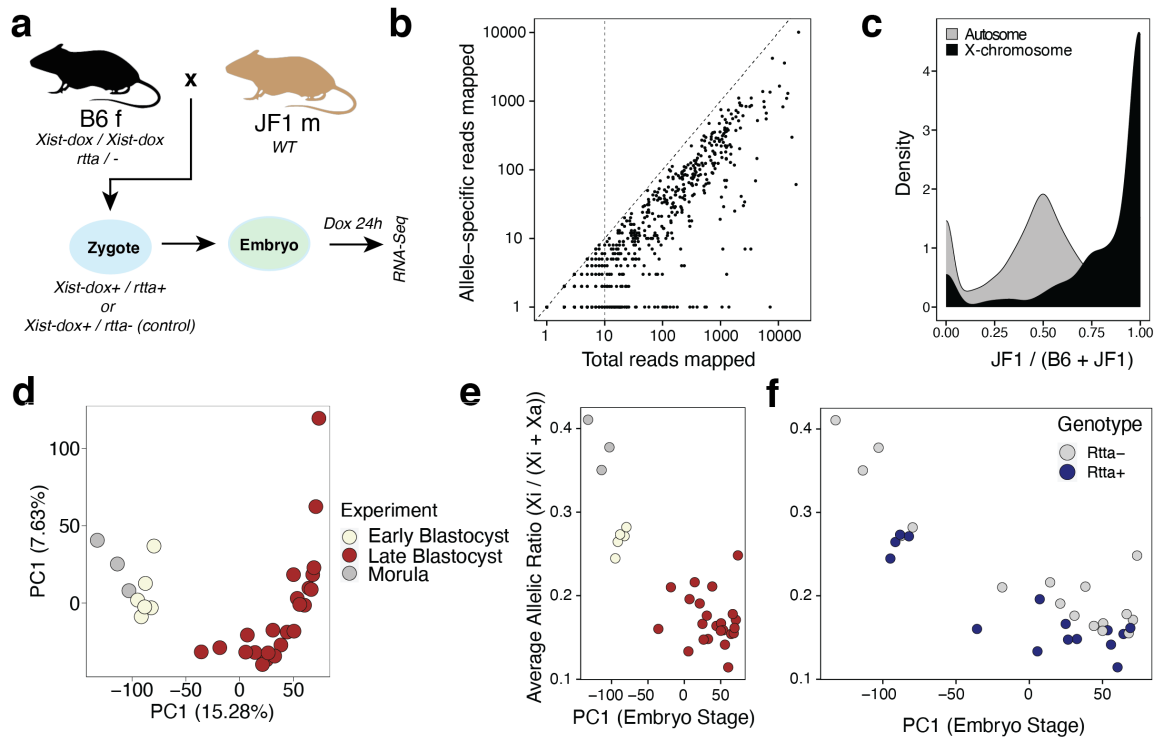 a
B6 f
Xist-dox / Xist-dox
rtta / -
x
JF1 m
WT
Zygote
Embryo
Dox 24h
RNA-Seq
Xist-dox+ / rtta+
or
Xist-dox+ / rtta- (control)
b
Allele−specific reads mapped
10000
1000
100
10
1
1 10 100 1000 10000
Total reads mapped
c
Autosome
X-chromosome
Density
4
3
2
1
0
0.00 0.25 0.50 0.75 1.00
JF1 / (B6 + JF1)
d
PC1 (7.63%)
100
50
0
−100 −50 0 50
PC1 (15.28%)
Experiment
Early Blastocyst
Late Blastocyst
Morula
e
Average Allelic Ratio (Xi / (Xi + Xa))
0.4
0.3
0.2
0.1
−100 −50 0 50
PC1 (Embryo Stage)
f
0.4
0.3
0.2
0.1
−100 −50 0 50
PC1 (Embryo Stage)
Genotype
Rtta−
Rtta+